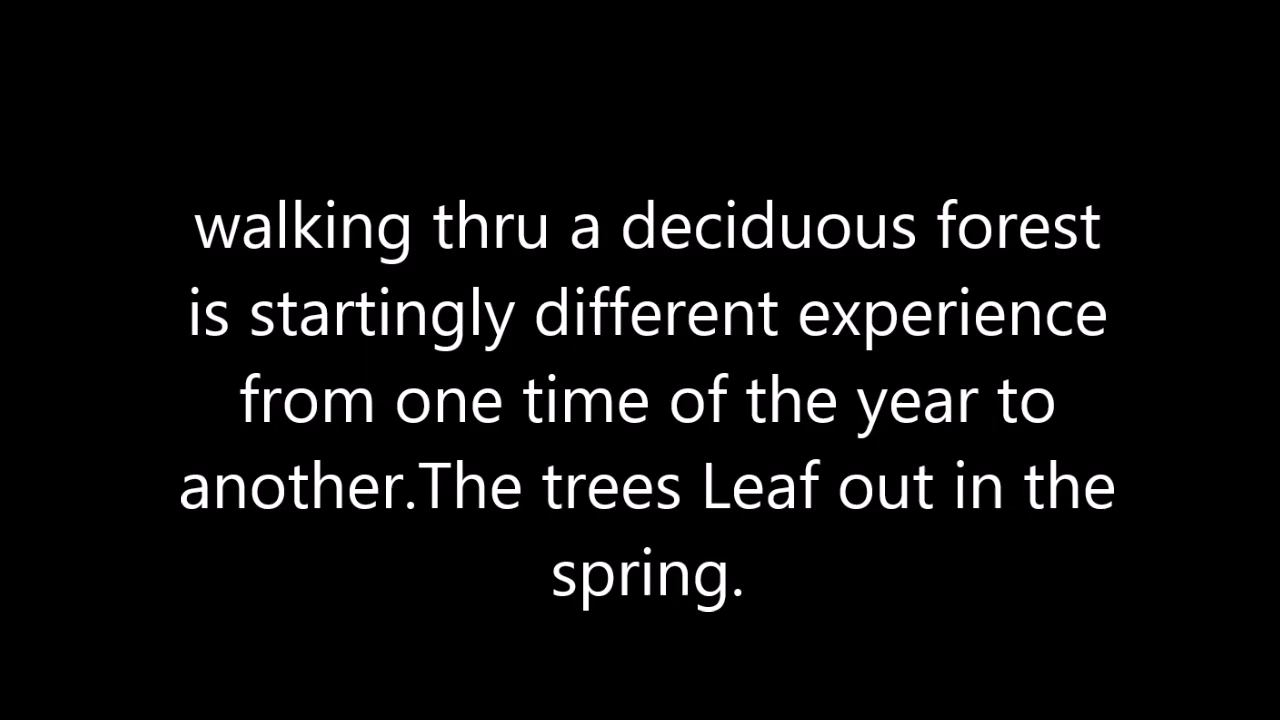 walking thru a deciduous forest
is startingly different experience
from one time of the year to
another.The trees Leaf out in the
spring.